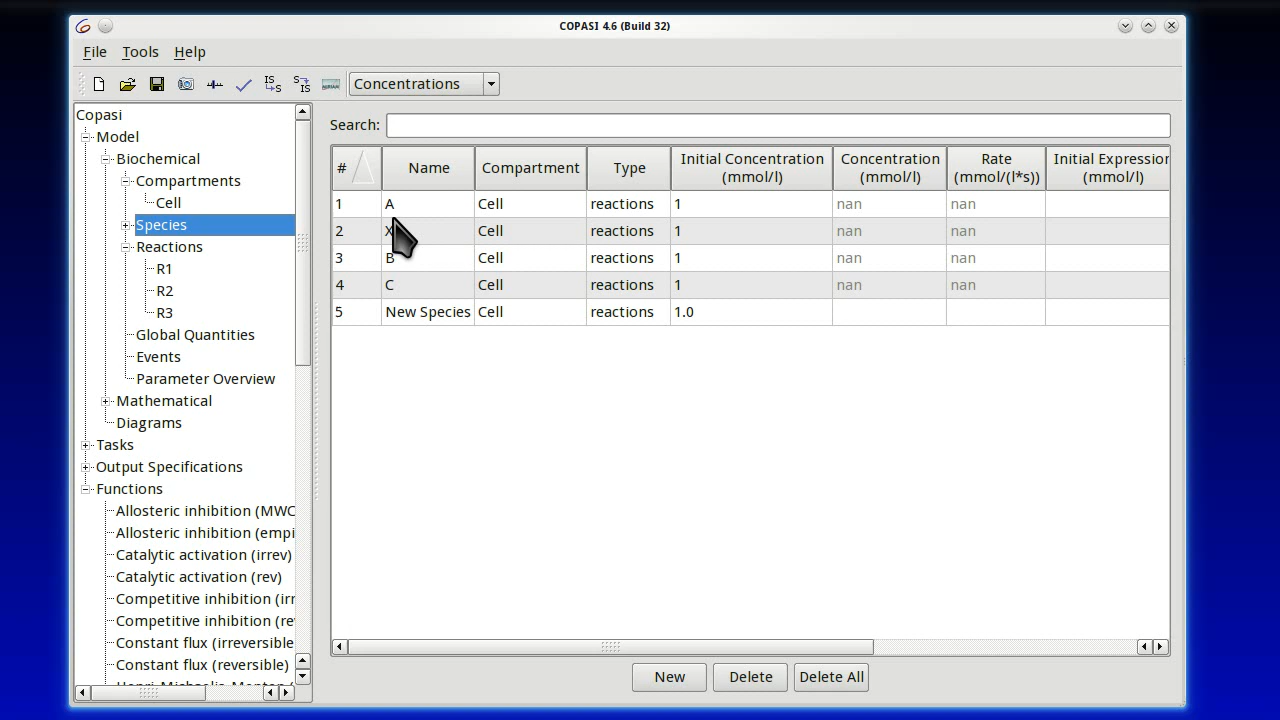 COPASI 4.6 (Build 32)
File Tools Help
Concentrations
Copasi
Model
Biochemical
Compartments
Cell
Species
Reactions
R1
R2
R3
Global Quantities
Events
Parameter Overview
Mathematical
Diagrams
Tasks
Output Specifications
Functions
Allosteric inhibition (MWC
Allosteric inhibition (empi
Catalytic activation (irrev)
Catalytic activation (rev)
Competitive inhibition (irr
Competitive inhibition (re
Constant flux (irreversible
Constant flux (reversible)
Search:
# Name Compartment Type Initial Concentration (mmol/l) Concentration (mmol/l) Rate (mmol/(l*s)) Initial Expression (mmol/l)
1 A Cell reactions 1 nan nan
2 X Cell reactions 1 nan nan
3 B Cell reactions 1 nan nan
4 C Cell reactions 1 nan nan
5 New Species Cell reactions 1.0
New Delete Delete All